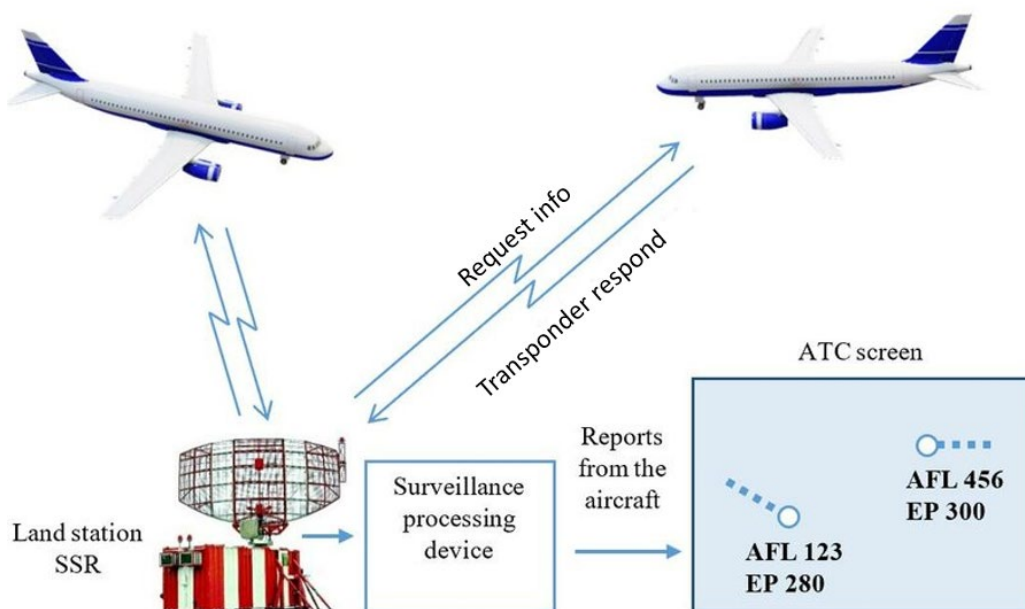 Request info
Transponder respond
ATC screen
Land station
SSR
Surveillance
processing
device
Reports
from the
aircraft
AFL 123
EP 280
AFL 456
EP 300